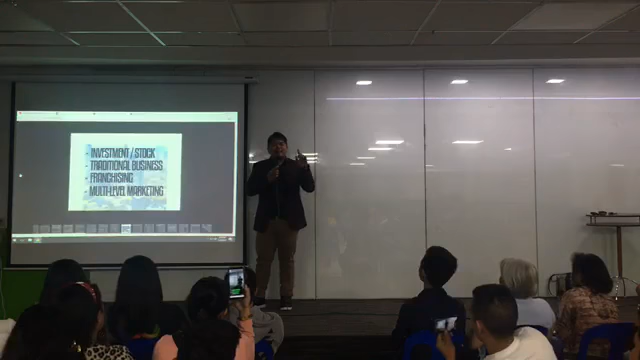 - INVESTMENT / STOCK
- TRADITIONAL BUSINESS
- FRANCHISING
- MULTI-LEVEL MARKETING